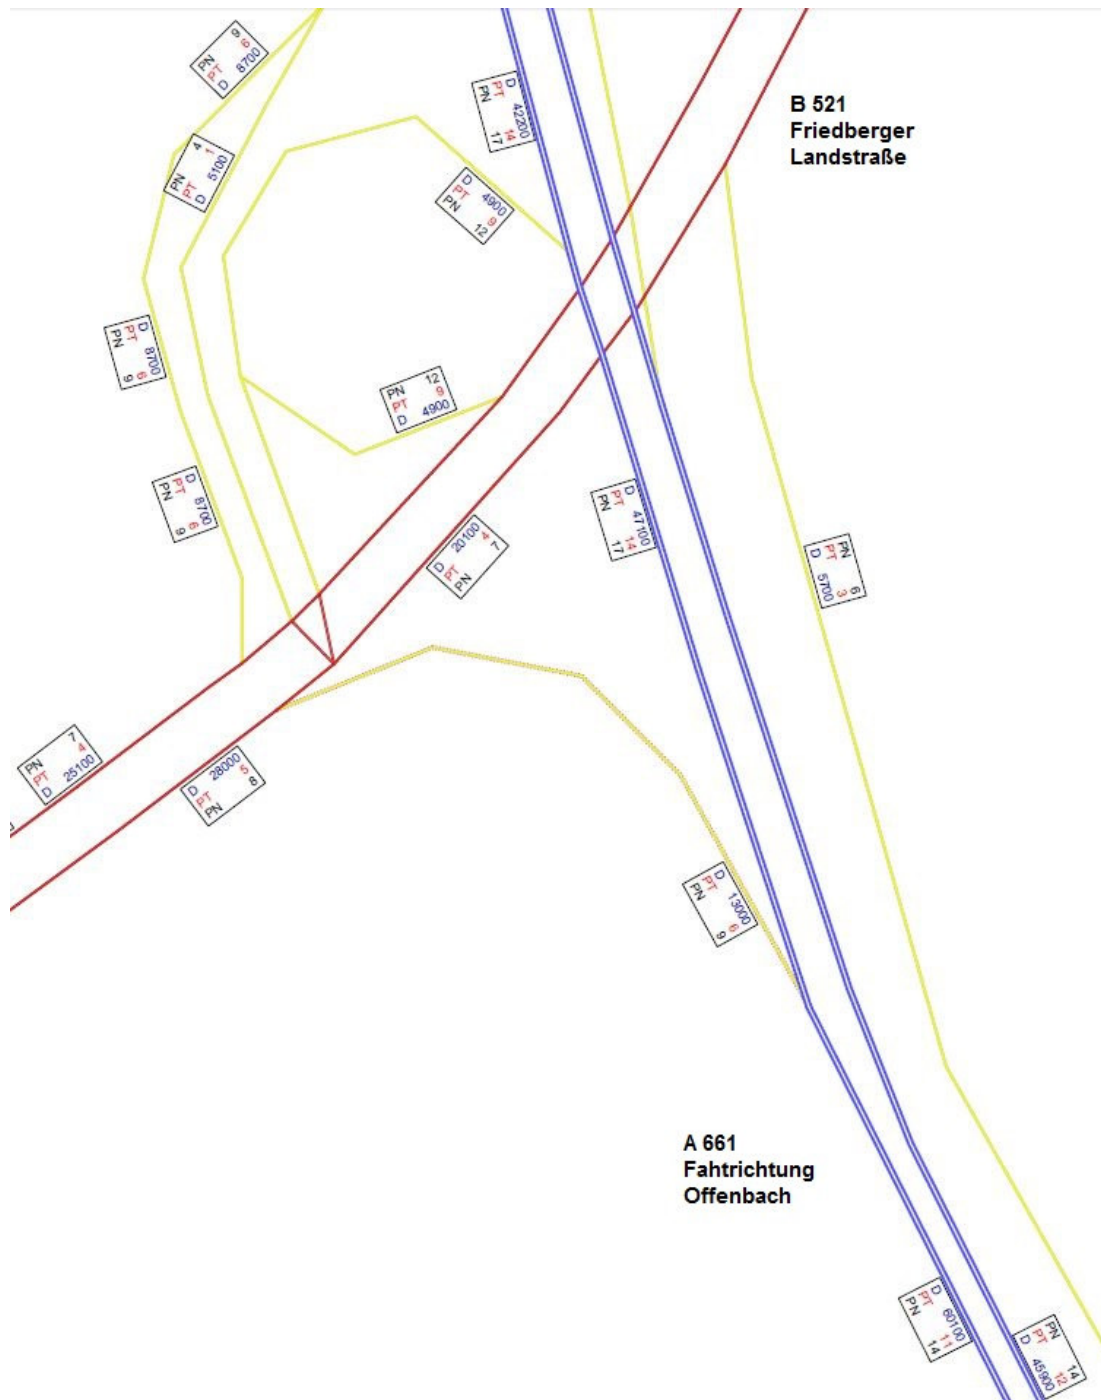 PN 9
PT 6
D 8700
PN 4
PT 1
D 5100
D 42200
PT 14
PN 17
B 521
Friedberger
Landstraße
D 4900
PT 9
PN 12
D 8700
PT 6
PN 9
PN 12
PT 9
D 4900
D 8700
PT 6
PN 9
D 47100
PT 14
PN 17
D 20100
PT 4
PN 7
PN 6
PT 3
D 5700
PN 7
PT 4
D 25100
D 28000
PT 5
PN 8
D 13000
PT 6
PN 9
A 661
Fahtrichtung
Offenbach
D 60100
PT 11
PN 14
PN 14
PT 12
D 45900